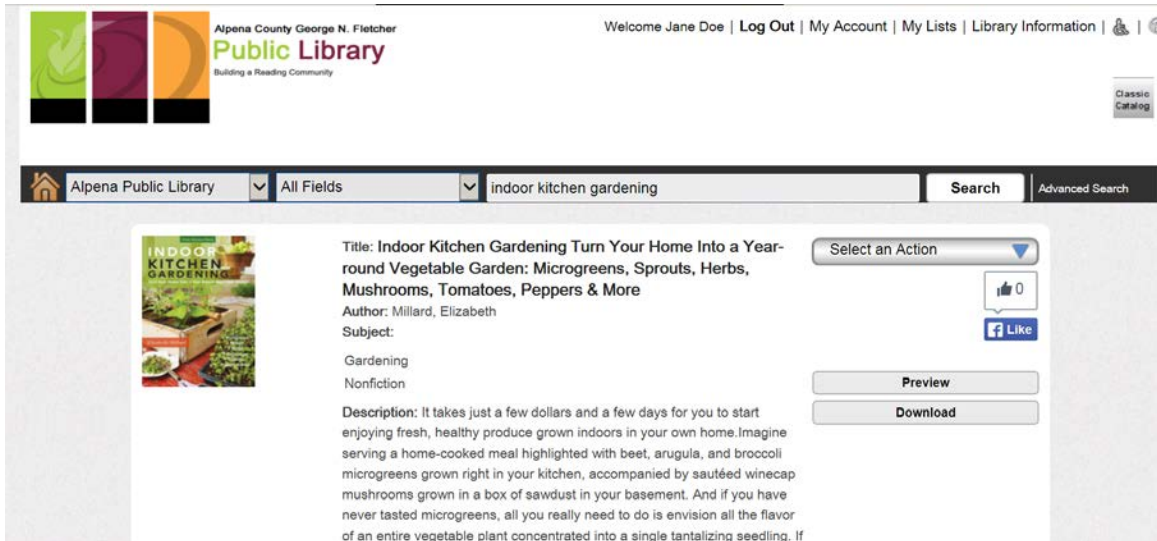 Alpena County George N. Fletcher
Public Library
Building a Reading Community
Welcome Jane Doe | Log Out | My Account | My Lists | Library Information |
Classic
Catalog
Alpena Public Library
All Fields
indoor kitchen gardening
Search
Advanced Search
INDOOR
KITCHEN
GARDENING
Title: Indoor Kitchen Gardening Turn Your Home Into a Year-
round Vegetable Garden: Microgreens, Sprouts, Herbs,
Mushrooms, Tomatoes, Peppers & More
Author: Millard, Elizabeth
Subject:
Gardening
Nonfiction
Description: It takes just a few dollars and a few days for you to start
enjoying fresh, healthy produce grown indoors in your own home.Imagine
serving a home-cooked meal highlighted with beet, arugula, and broccoli
microgreens grown right in your kitchen, accompanied by sautéed winecap
mushrooms grown in a box of sawdust in your basement. And if you have
never tasted microgreens, all you really need to do is envision all the flavor
of an entire vegetable plant concentrated into a single tantalizing seedling. If
Select an Action
0
Like
Preview
Download